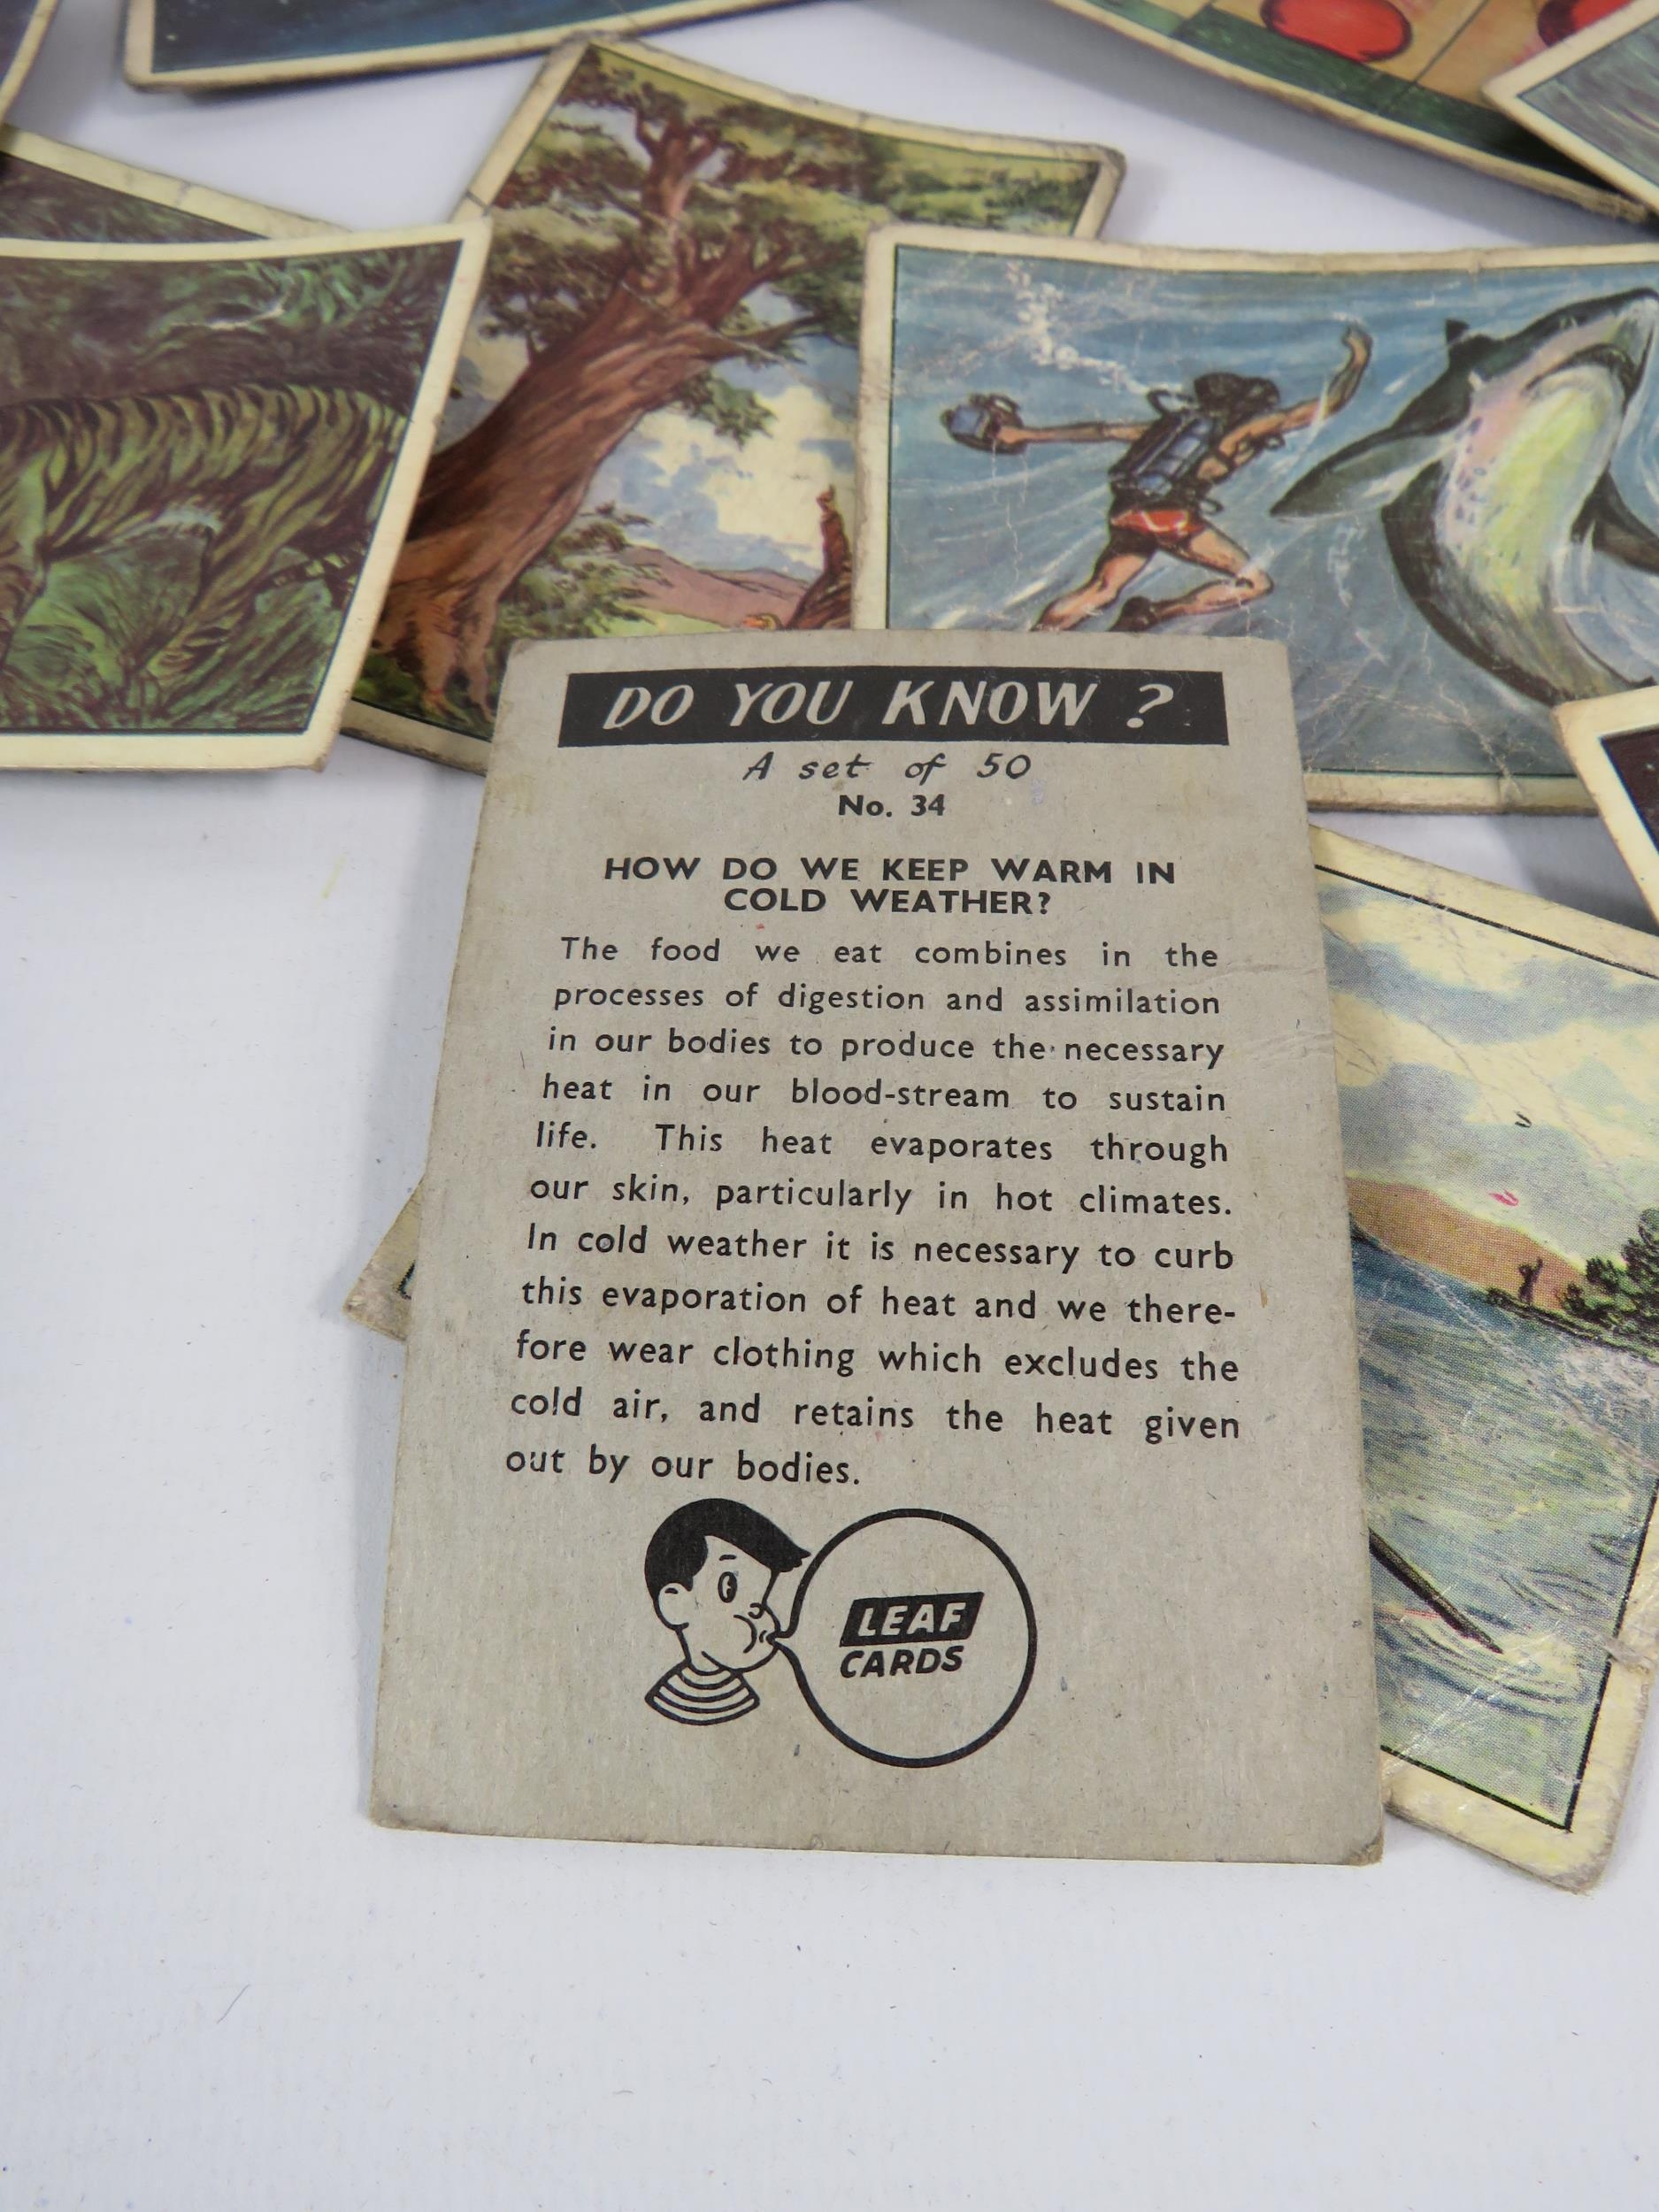 DO YOU KNOW ?
A set of 50
No. 34
HOW DO WE KEEP WARM IN
COLD WEATHER?
The food we eat combines in the
processes of digestion and assimilation
in our bodies to produce the necessary
heat in our blood-stream to sustain
life. This heat evaporates through
our skin, particularly in hot climates.
In cold weather it is necessary to curb
this evaporation of heat and we there-
fore wear clothing which excludes the
cold air, and retains the heat given
out by our bodies.
LEAF
CARDS